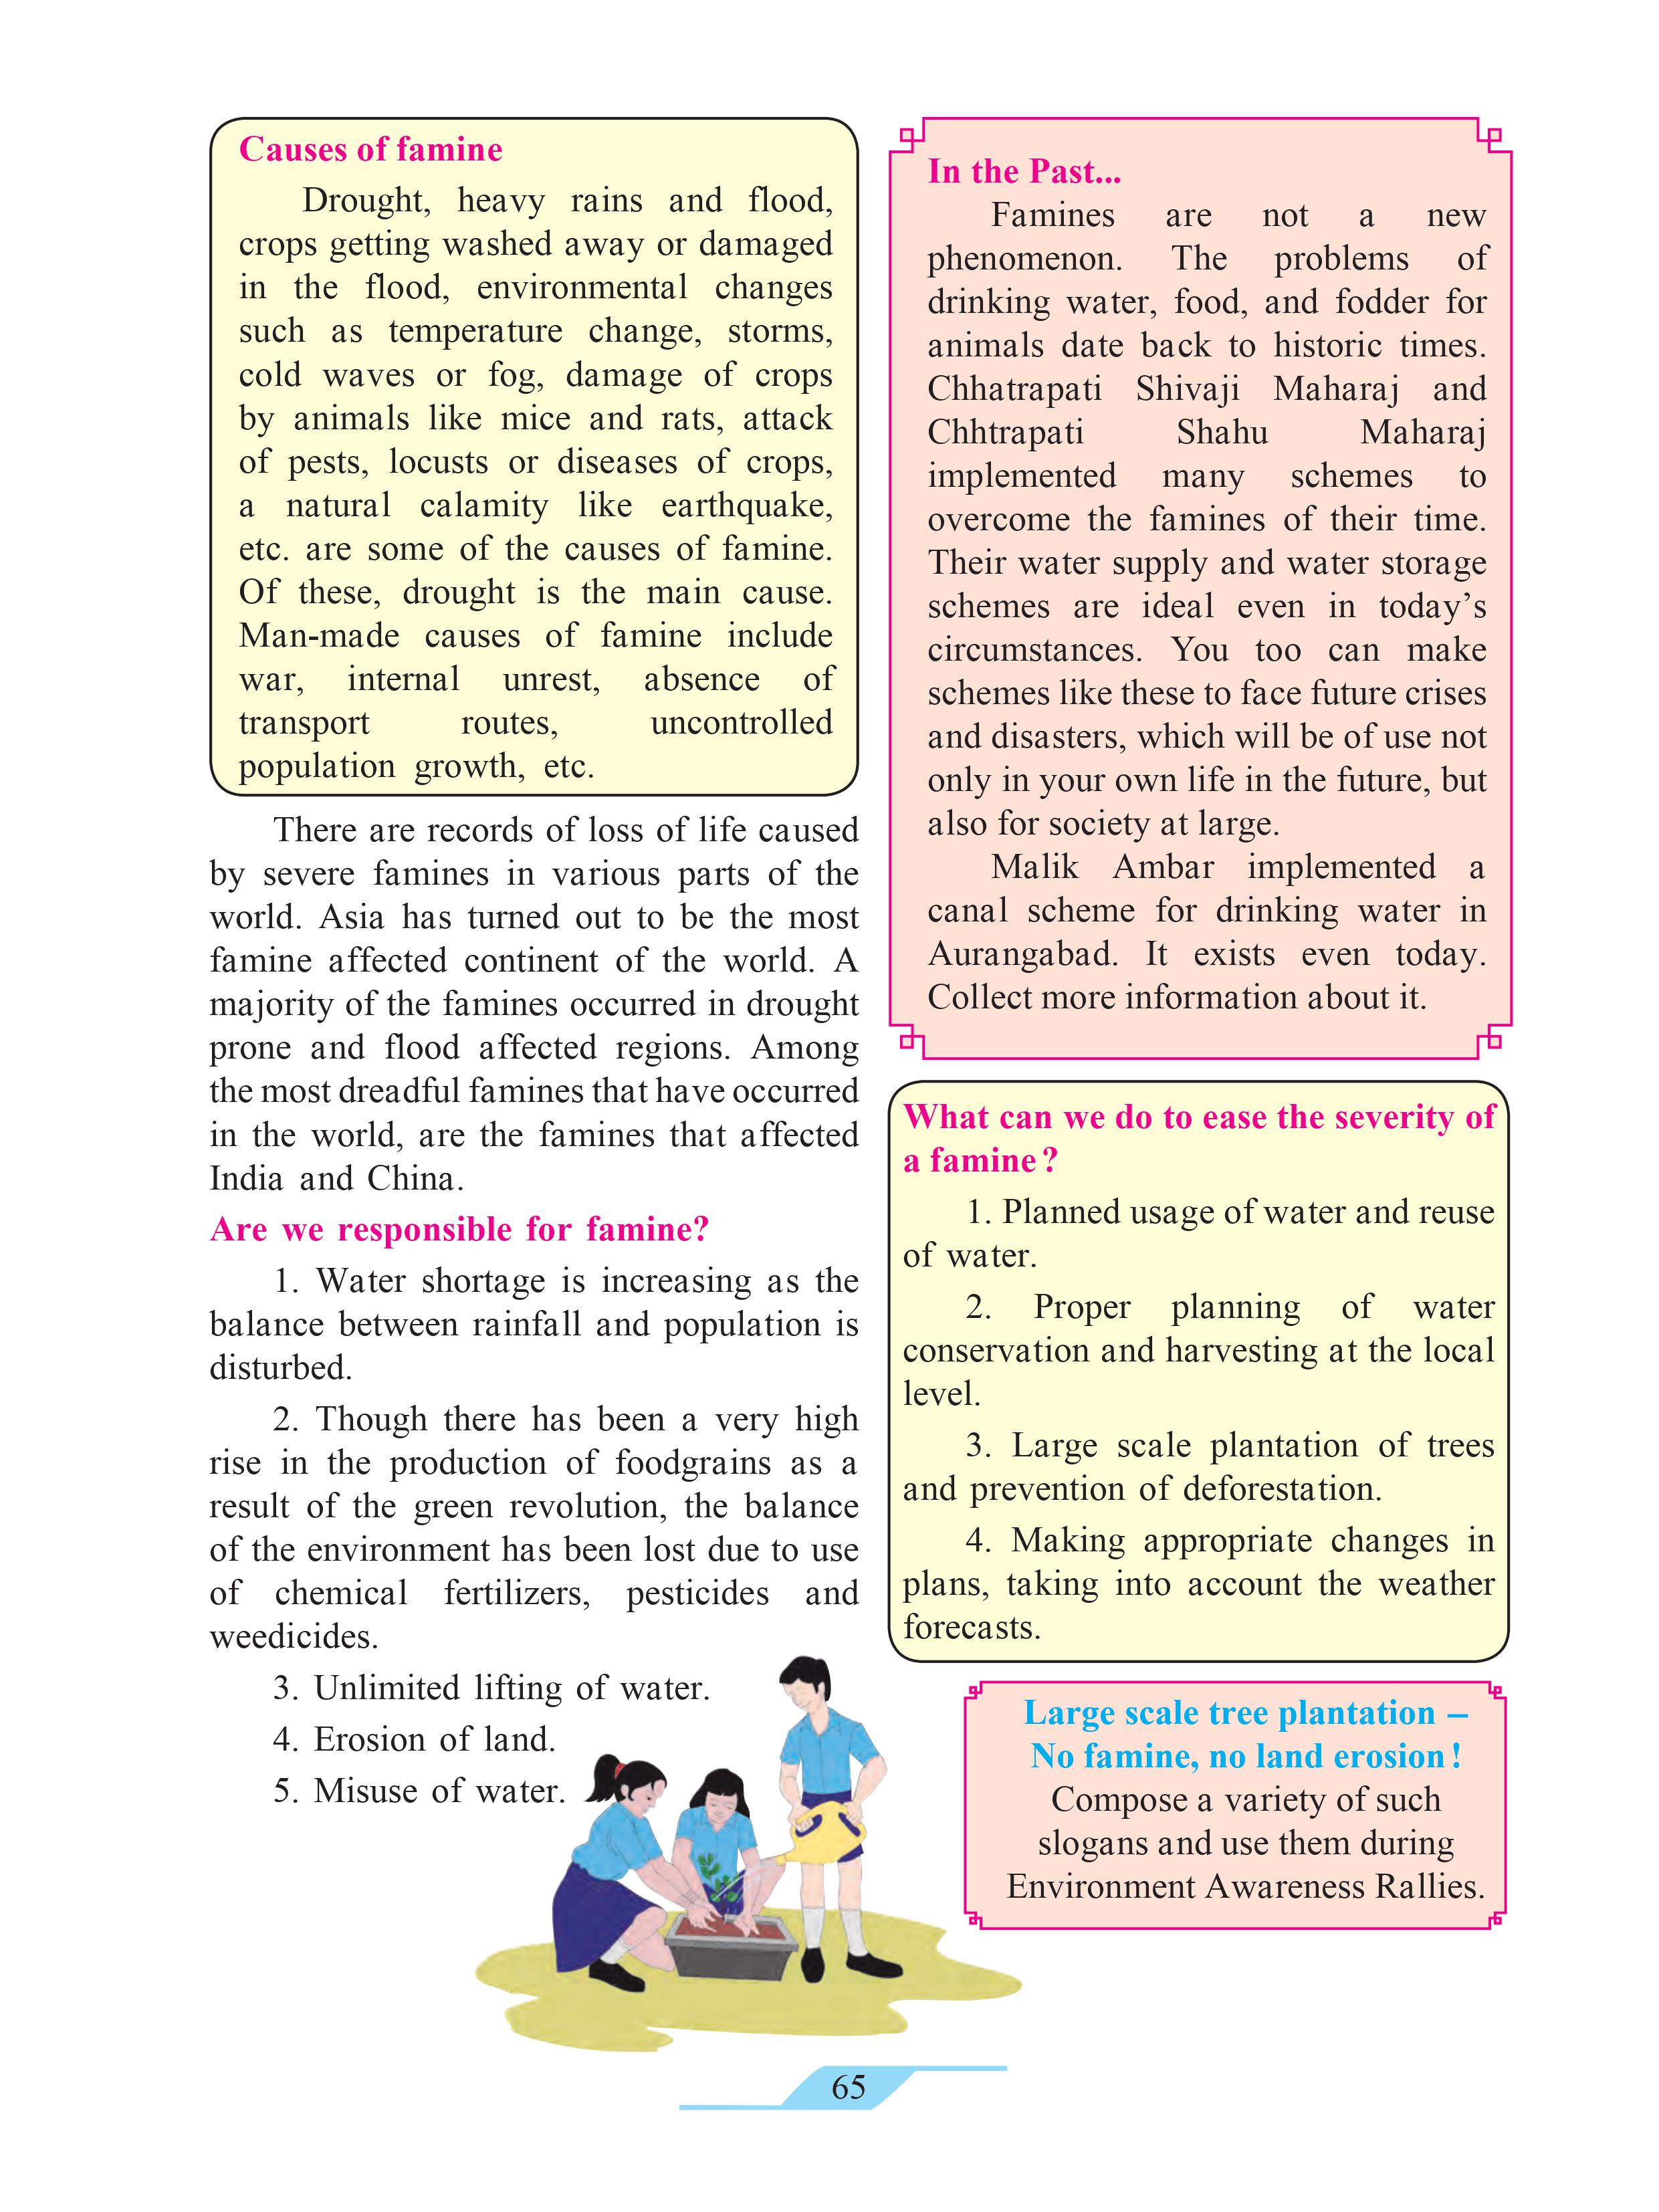 Causes of famine
Drought, heavy rains and flood,
crops getting washed away or damaged
in the flood, environmental changes
such as temperature change, storms,
cold waves or fog, damage of crops
by animals like mice and rats, attack
of pests, locusts or diseases of crops,
a natural calamity like earthquake,
etc. are some of the causes of famine.
Of these, drought is the main cause.
Man-made causes of famine include
war, internal unrest, absence of
transport routes, uncontrolled
population growth, etc.
There are records of loss of life caused
by severe famines in various parts of the
world. Asia has turned out to be the most
famine affected continent of the world. A
majority of the famines occurred in drought
prone and flood affected regions. Among
the most dreadful famines that have occurred
in the world, are the famines that affected
India and China.
Are we responsible for famine?
1. Water shortage is increasing as the
balance between rainfall and population is
disturbed.
2. Though there has been a very high
rise in the production of foodgrains as a
result of the green revolution, the balance
of the environment has been lost due to use
of chemical fertilizers, pesticides and
weedicides.
3. Unlimited lifting of water.
4. Erosion of land.
5. Misuse of water.
In the Past...
Famines are not a new
phenomenon. The problems of
drinking water, food, and fodder for
animals date back to historic times.
Chhatrapati Shivaji Maharaj and
Chhtrapati Shahu Maharaj
implemented many schemes to
overcome the famines of their time.
Their water supply and water storage
schemes are ideal even in today’s
circumstances. You too can make
schemes like these to face future crises
and disasters, which will be of use not
only in your own life in the future, but
also for society at large.
Malik Ambar implemented a
canal scheme for drinking water in
Aurangabad. It exists even today.
Collect more information about it.
What can we do to ease the severity of
a famine?
1. Planned usage of water and reuse
of water.
2. Proper planning of water
conservation and harvesting at the local
level.
3. Large scale plantation of trees
and prevention of deforestation.
4. Making appropriate changes in
plans, taking into account the weather
forecasts.
Large scale tree plantation –
No famine, no land erosion!
Compose a variety of such
slogans and use them during
Environment Awareness Rallies.
65